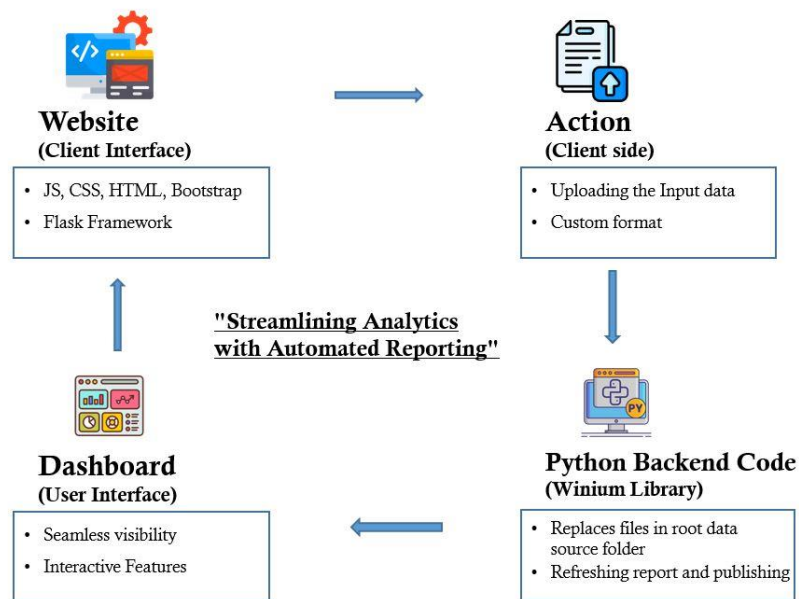 Website
(Client Interface)
• JS, CSS, HTML, Bootstrap
• Flask Framework
Action
(Client side)
• Uploading the Input data
• Custom format
"Streamlining Analytics
with Automated Reporting"
Dashboard
(User Interface)
• Seamless visibility
• Interactive Features
PY
Python Backend Code
(Winium Library)
• Replaces files in root data
source folder
• Refreshing report and publishing